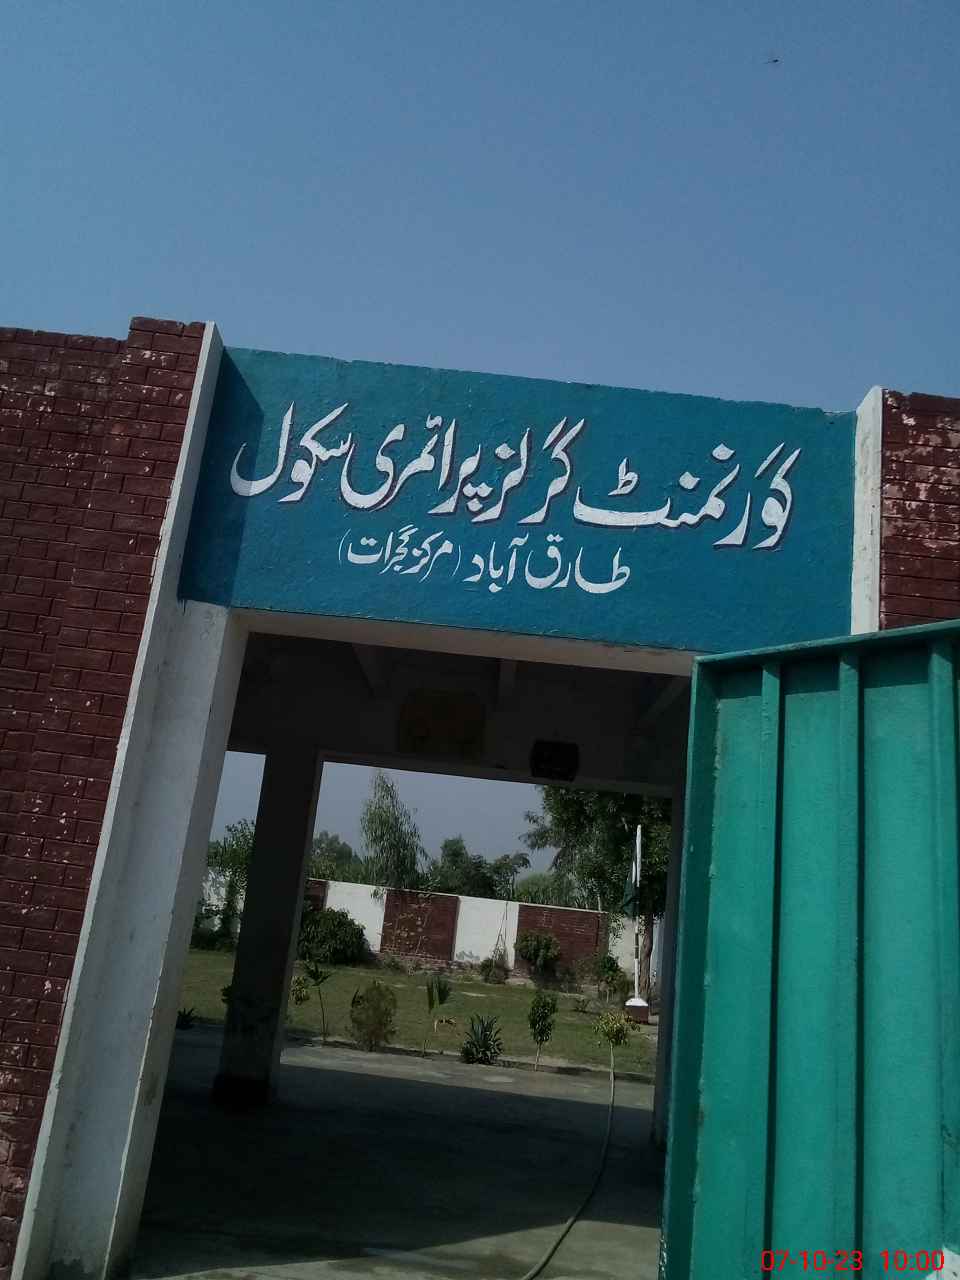 گورنمنٹ گرلز پرائمری سکول
طارق آباد (مرکز گجرات)
07-10-23 10:00